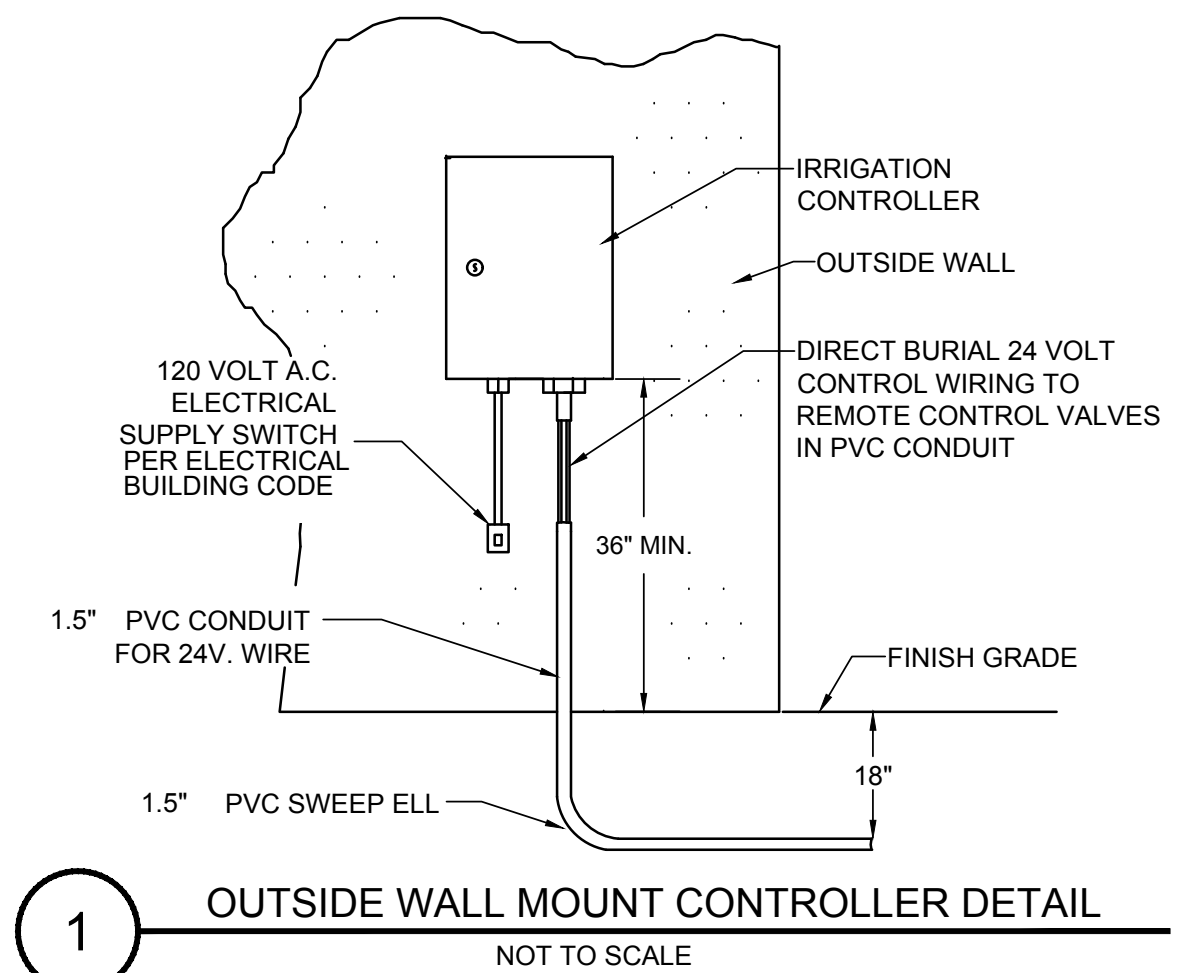 IRRIGATION
CONTROLLER
OUTSIDE WALL
DIRECT BURIAL 24 VOLT
CONTROL WIRING TO
REMOTE CONTROL VALVES
IN PVC CONDUIT
120 VOLT A.C.
ELECTRICAL
SUPPLY SWITCH
PER ELECTRICAL
BUILDING CODE
36" MIN.
1.5" PVC CONDUIT
FOR 24V. WIRE
FINISH GRADE
18"
1.5" PVC SWEEP ELL
1
OUTSIDE WALL MOUNT CONTROLLER DETAIL
NOT TO SCALE